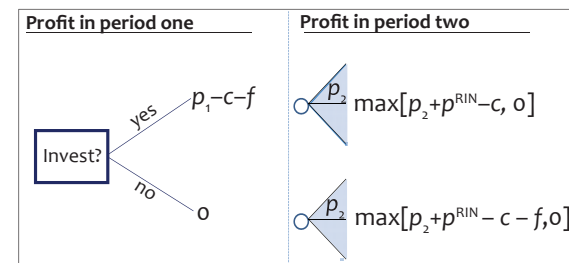 Profit in period one
Profit in period two
yes
p₁–c–f
Invest?
no
0
p₂
max[p₂+pᴿᴵᴺ–c, 0]
p₂
max[p₂+pᴿᴵᴺ– c – f,0]